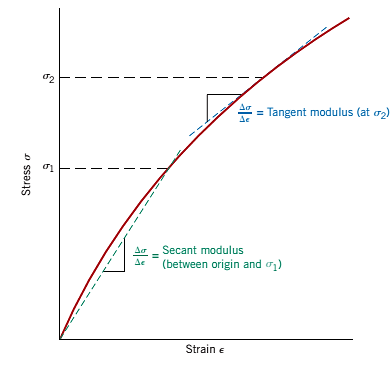 σ2
Δσ
Δϵ = Tangent modulus (at σ2)
Stress σ
σ1
Δσ
Δϵ = Secant modulus
(between origin and σ1)
Strain ϵ